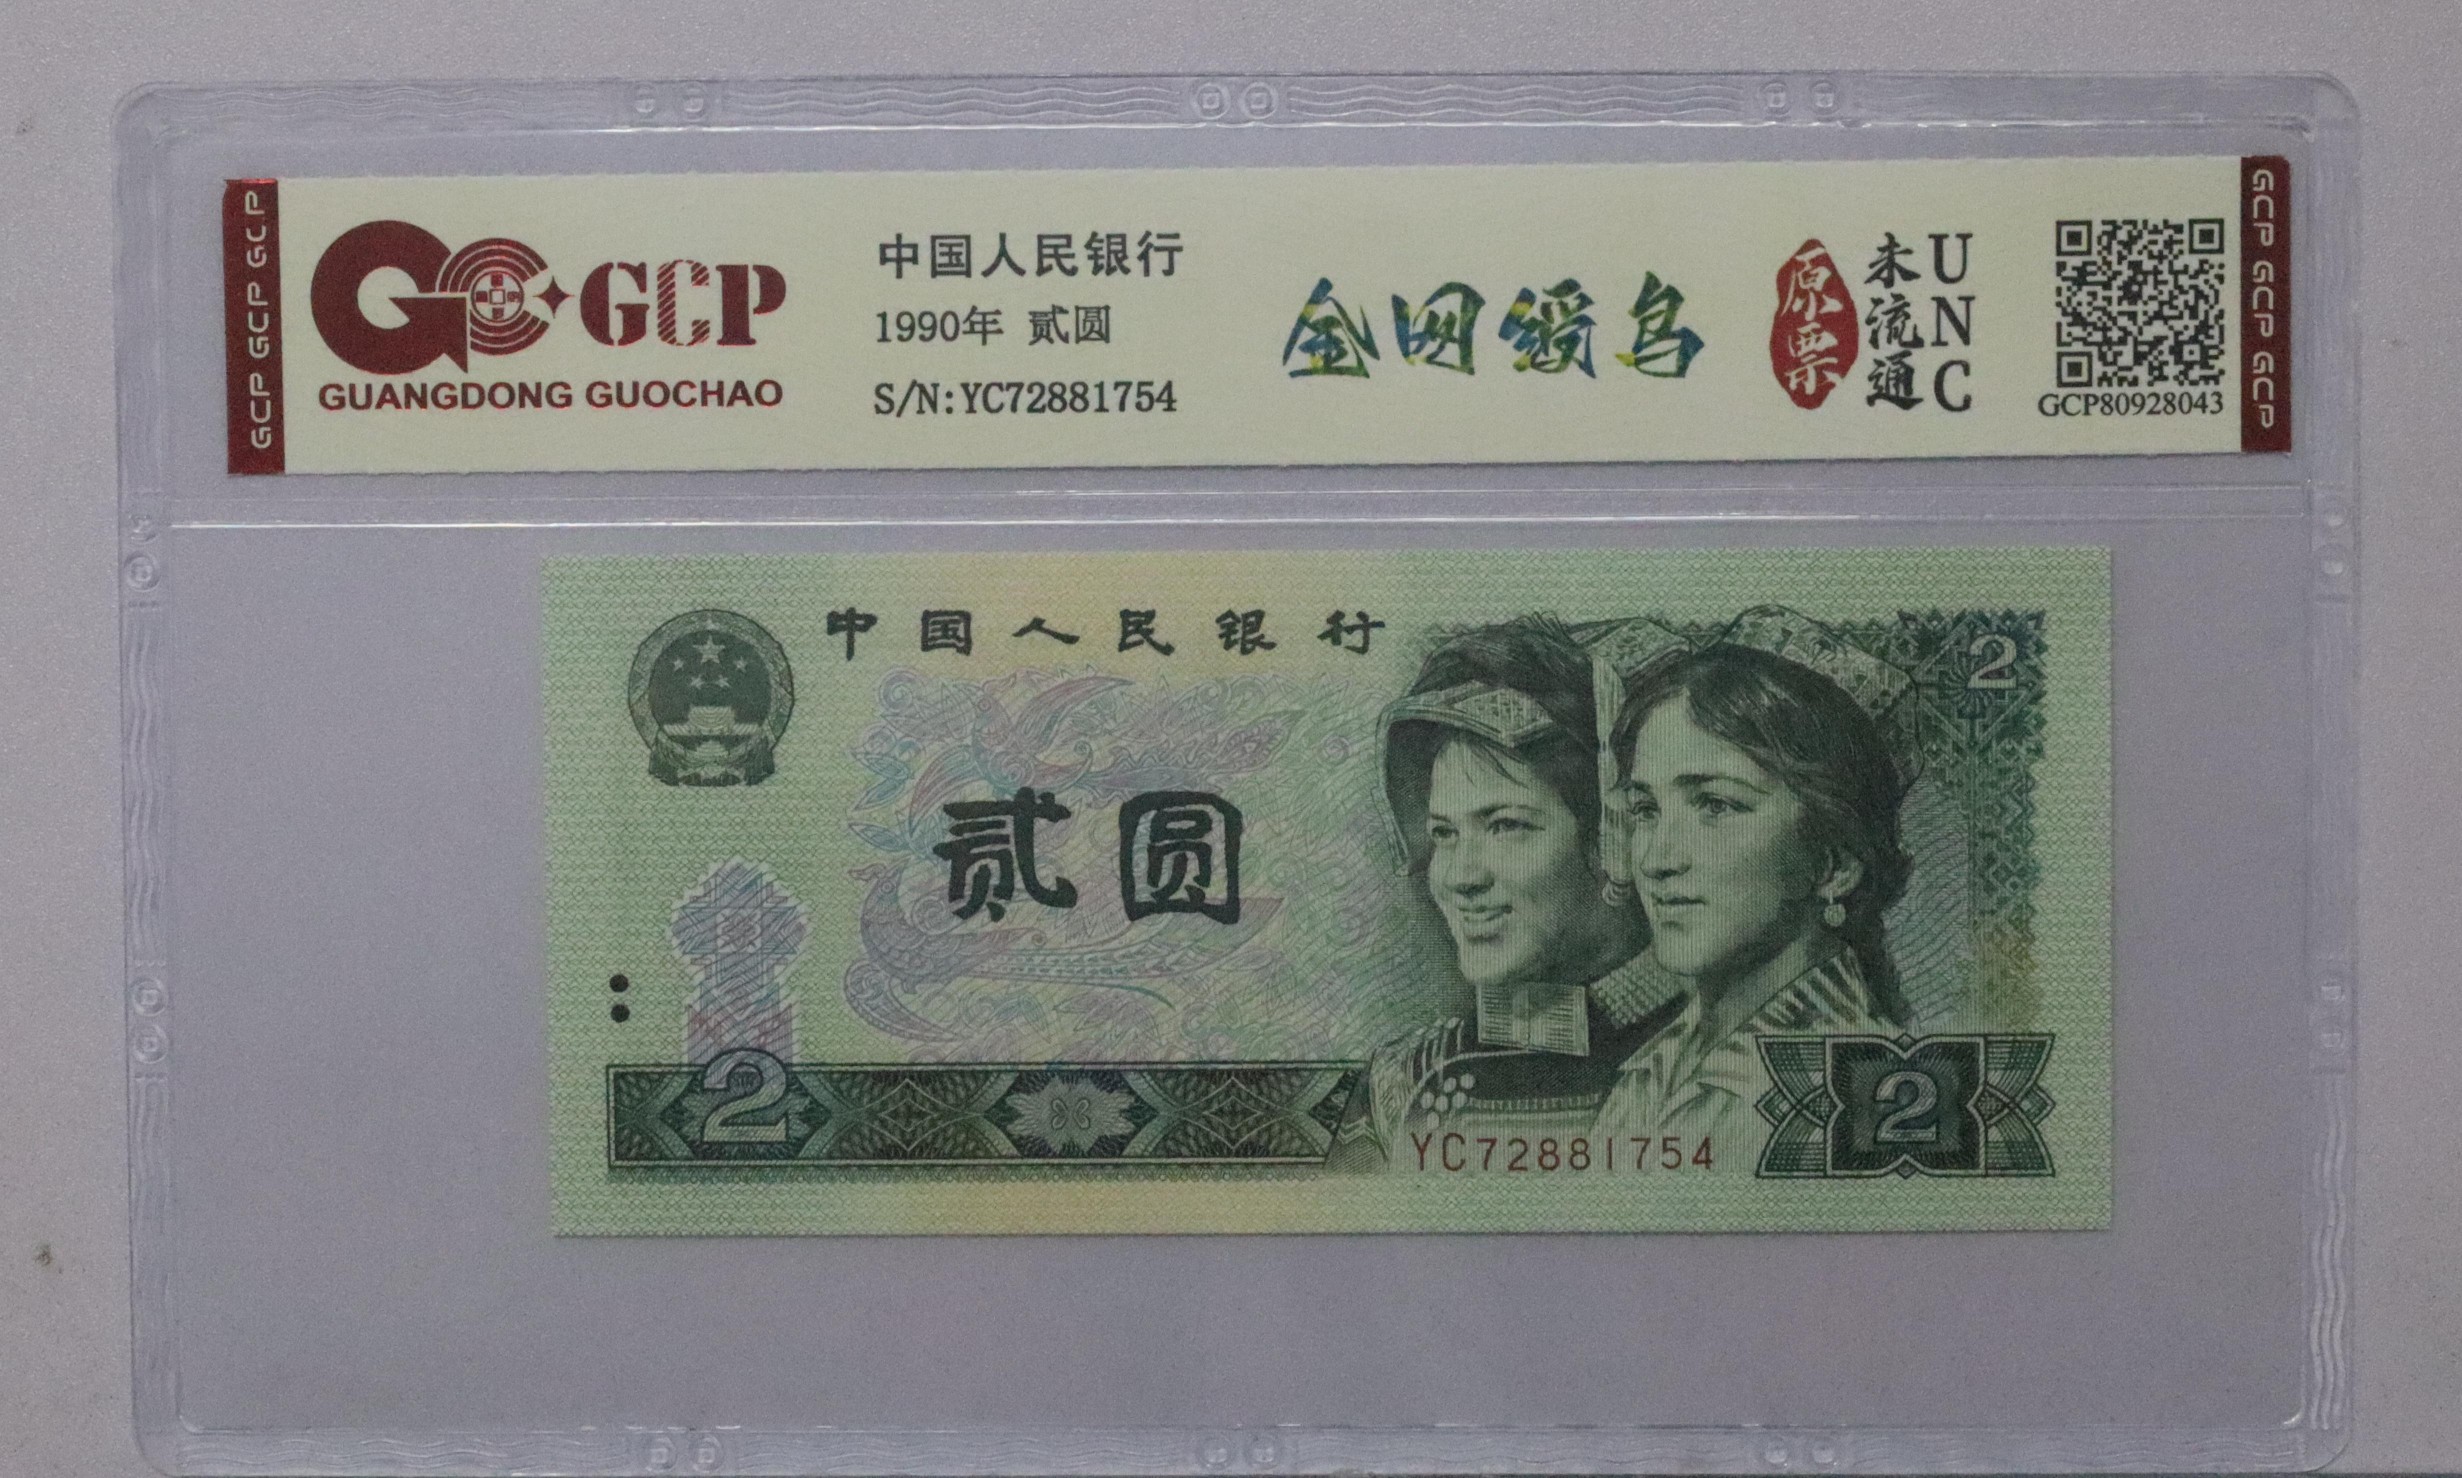 GCP GCP GCP
GCP
GUANGDONG GUOCHAO
中国人民银行
1990年 贰圆
S/N:YC72881754
金网绶鸟
原票
未流通
UNC
GCP80928043
GCP GCP GCP
中国人民银行
2
贰圆
2
YC72881754
2